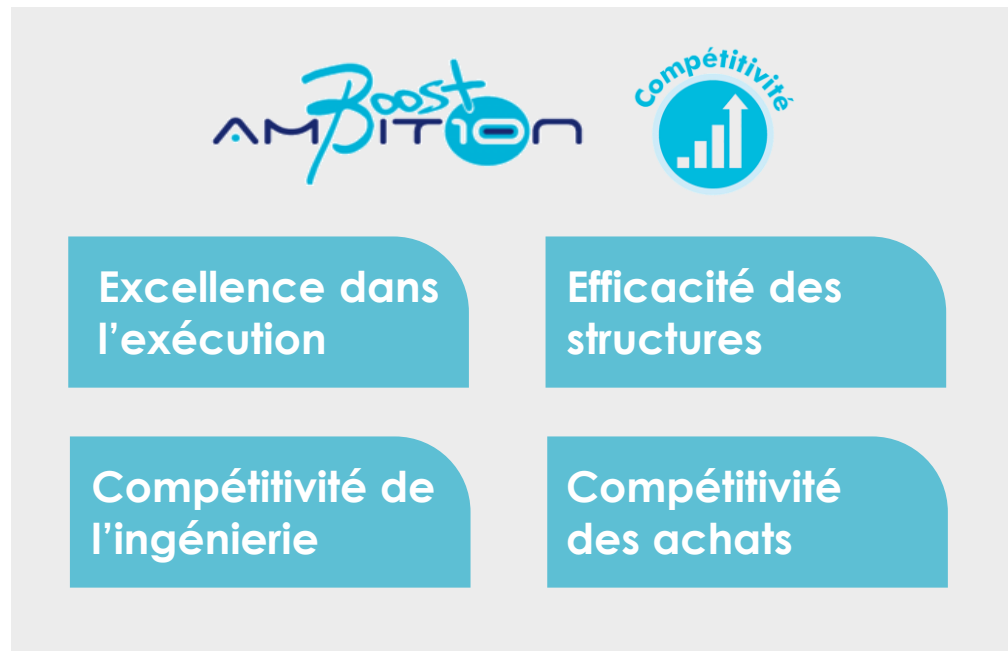 Boost
AMBITION
Compétitivité
Excellence dans
l’exécution
Efficacité des
structures
Compétitivité de
l’ingénierie
Compétitivité
des achats